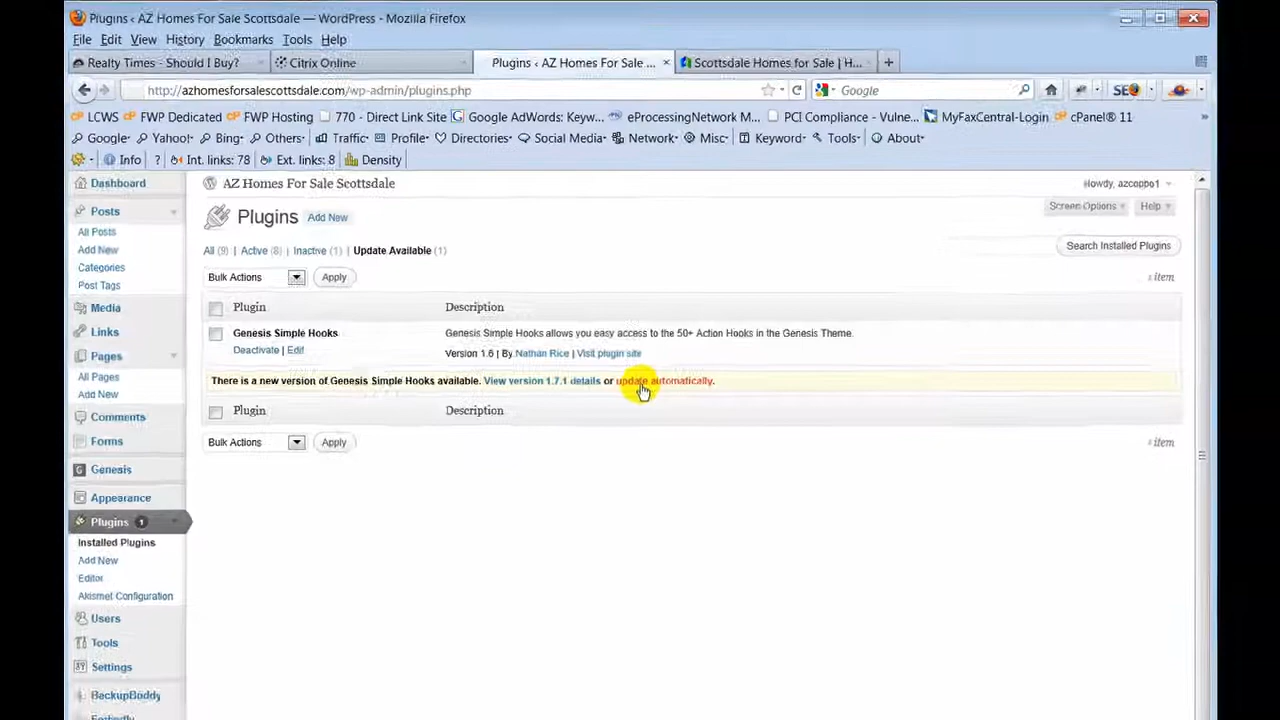 Plugins ‹ AZ Homes For Sale Scottsdale — WordPress - Mozilla Firefox
File Edit View History Bookmarks Tools Help
Realty Times - Should I Buy? Citrix Online Plugins ‹ AZ Homes For Sale ... × Scottsdale Homes for Sale | H... +
http://azhomesforsalescottsdale.com/wp-admin/plugins.php Google SEO
LCWS FWP Dedicated FWP Hosting 770 - Direct Link Site Google AdWords: Keyw... eProcessingNetwork M... PCI Compliance - Vulne... MyFaxCentral-Login cPanel® 11 »
Google Yahoo! Bing Others: Traffic: Profile: Directories: Social Media: Network: Misc: Keyword: Tools: About
Info ? Int. links: 78 Ext. links: 8 Density
Dashboard
Posts
All Posts
Add New
Categories
Post Tags
Media
Links
Pages
All Pages
Add New
Comments
Forms
Genesis
Appearance
Plugins 1
Installed Plugins
Add New
Editor
Akismet Configuration
Users
Tools
Settings
BackupBuddy
AZ Homes For Sale Scottsdale
Howdy, azcoppo1
Plugins Add New
Screen Options Help
All (9) | Active (8) | Inactive (1) | Update Available (1)
Search Installed Plugins
Bulk Actions Apply
1 item
Plugin Description
Genesis Simple Hooks Genesis Simple Hooks allows you easy access to the 50+ Action Hooks in the Genesis Theme.
Deactivate | Edit Version 1.6 | By Nathan Rice | Visit plugin site
There is a new version of Genesis Simple Hooks available. View version 1.7.1 details or update automatically.
Plugin Description
Bulk Actions Apply
1 item